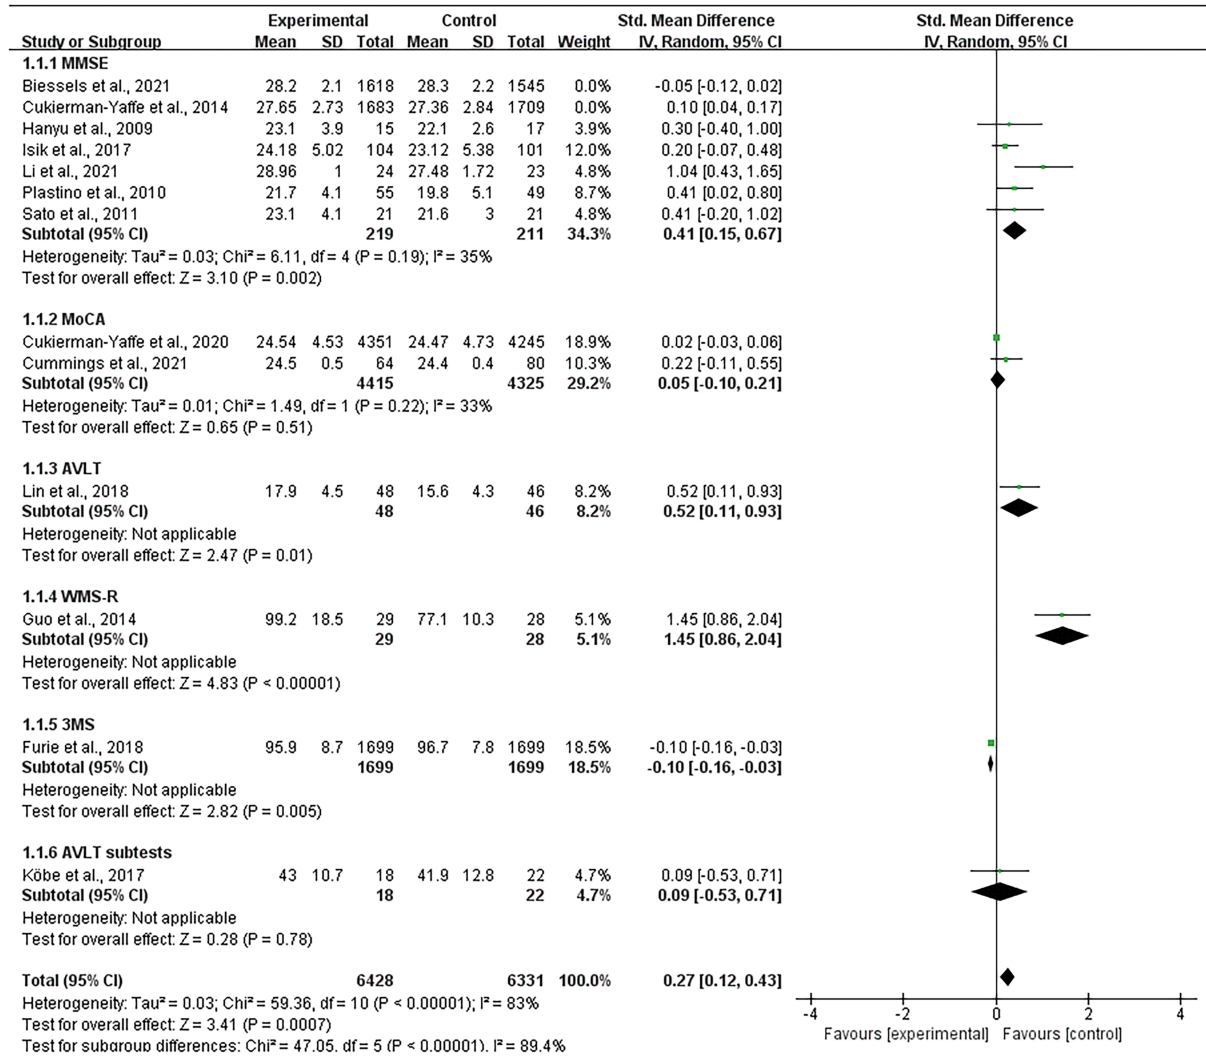 Experimental Control Std. Mean Difference Std. Mean Difference
Study or Subgroup Mean SD Total Mean SD Total Weight IV, Random, 95% CI IV, Random, 95% CI
1.1.1 MMSE
Biessels et al., 2021 28.2 2.1 1618 28.3 2.2 1545 0.0% -0.05 [-0.12, 0.02]
Cukierman-Yaffe et al., 2014 27.65 2.73 1683 27.36 2.84 1709 0.0% 0.10 [0.04, 0.17]
Hanyu et al., 2009 23.1 3.9 15 22.1 2.6 17 3.9% 0.30 [-0.40, 1.00]
Isik et al., 2017 24.18 5.02 104 23.12 5.38 101 12.0% 0.20 [-0.07, 0.48]
Li et al., 2021 28.96 1 24 27.48 1.72 23 4.8% 1.04 [0.43, 1.65]
Plastino et al., 2010 21.7 4.1 55 19.8 5.1 49 8.7% 0.41 [0.02, 0.80]
Sato et al., 2011 23.1 4.1 21 21.6 3 21 4.8% 0.41 [-0.20, 1.02]
Subtotal (95% CI) 219 211 34.3% 0.41 [0.15, 0.67]
Heterogeneity: Tau² = 0.03; Chi² = 6.11, df = 4 (P = 0.19); I² = 35%
Test for overall effect: Z = 3.10 (P = 0.002)
1.1.2 MoCA
Cukierman-Yaffe et al., 2020 24.54 4.53 4351 24.47 4.73 4245 18.9% 0.02 [-0.03, 0.06]
Cummings et al., 2021 24.5 0.5 64 24.4 0.4 80 10.3% 0.22 [-0.11, 0.55]
Subtotal (95% CI) 4415 4325 29.2% 0.05 [-0.10, 0.21]
Heterogeneity: Tau² = 0.01; Chi² = 1.49, df = 1 (P = 0.22); I² = 33%
Test for overall effect: Z = 0.65 (P = 0.51)
1.1.3 AVLT
Lin et al., 2018 17.9 4.5 48 15.6 4.3 46 8.2% 0.52 [0.11, 0.93]
Subtotal (95% CI) 48 46 8.2% 0.52 [0.11, 0.93]
Heterogeneity: Not applicable
Test for overall effect: Z = 2.47 (P = 0.01)
1.1.4 WMS-R
Guo et al., 2014 99.2 18.5 29 77.1 10.3 28 5.1% 1.45 [0.86, 2.04]
Subtotal (95% CI) 29 28 5.1% 1.45 [0.86, 2.04]
Heterogeneity: Not applicable
Test for overall effect: Z = 4.83 (P < 0.00001)
1.1.5 3MS
Furie et al., 2018 95.9 8.7 1699 96.7 7.8 1699 18.5% -0.10 [-0.16, -0.03]
Subtotal (95% CI) 1699 1699 18.5% -0.10 [-0.16, -0.03]
Heterogeneity: Not applicable
Test for overall effect: Z = 2.82 (P = 0.005)
1.1.6 AVLT subtests
Köbe et al., 2017 43 10.7 18 41.9 12.8 22 4.7% 0.09 [-0.53, 0.71]
Subtotal (95% CI) 18 22 4.7% 0.09 [-0.53, 0.71]
Heterogeneity: Not applicable
Test for overall effect: Z = 0.28 (P = 0.78)
Total (95% CI) 6428 6331 100.0% 0.27 [0.12, 0.43]
Heterogeneity: Tau² = 0.03; Chi² = 59.36, df = 10 (P < 0.00001); I² = 83%
Test for overall effect: Z = 3.41 (P = 0.0007)
Test for subgroup differences: Chi² = 47.05, df = 5 (P < 0.00001), I² = 89.4%
-4 -2 0 2 4
Favours [experimental] Favours [control]